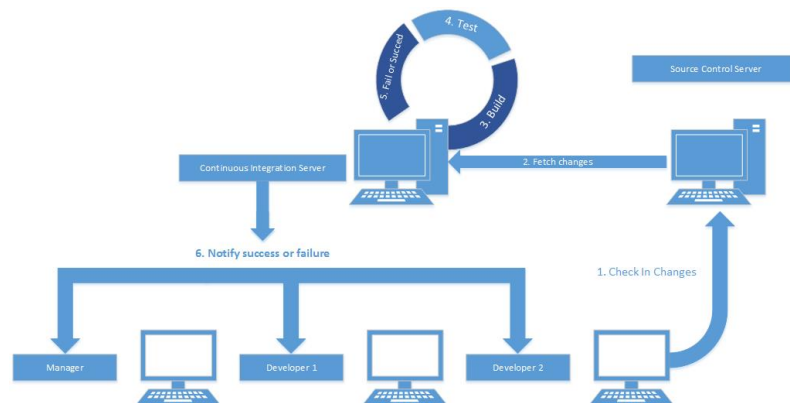 4. Test
5. Fail or Succed
3. Build
Source Control Server
Continuous Integration Server
2. Fetch changes
6. Notify success or failure
1. Check In Changes
Manager
Developer 1
Developer 2